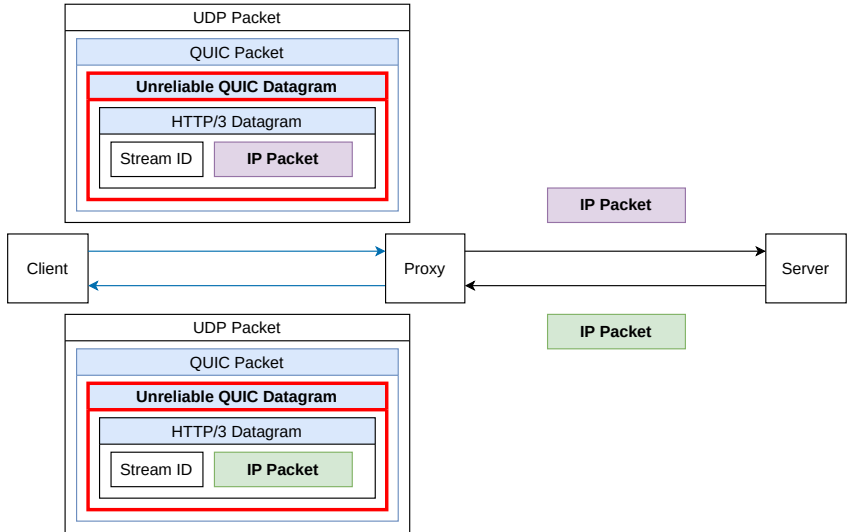 UDP Packet
QUIC Packet
Unreliable QUIC Datagram
HTTP/3 Datagram
Stream ID
IP Packet
IP Packet
Client
Proxy
Server
UDP Packet
IP Packet
QUIC Packet
Unreliable QUIC Datagram
HTTP/3 Datagram
Stream ID
IP Packet